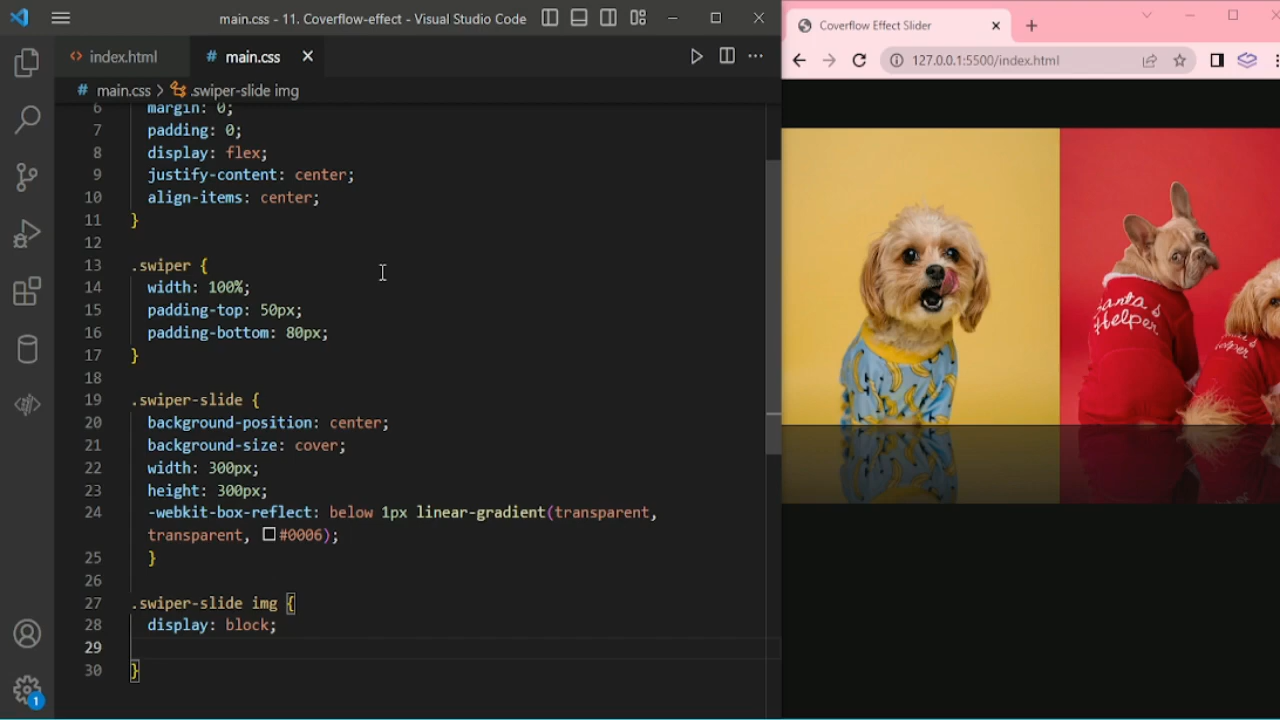 main.css - 11. Coverflow-effect - Visual Studio Code
index.html
# main.css
# main.css > .swiper-slide img
6 margin: 0;
7 padding: 0;
8 display: flex;
9 justify-content: center;
10 align-items: center;
11 }
12
13 .swiper {
14 width: 100%;
15 padding-top: 50px;
16 padding-bottom: 80px;
17 }
18
19 .swiper-slide {
20 background-position: center;
21 background-size: cover;
22 width: 300px;
23 height: 300px;
24 -webkit-box-reflect: below 1px linear-gradient(transparent,
transparent, #0006);
25 }
26
27 .swiper-slide img {
28 display: block;
29
30 }
1
Coverflow Effect Slider
127.0.0.1:5500/index.html
Santa's
Helper